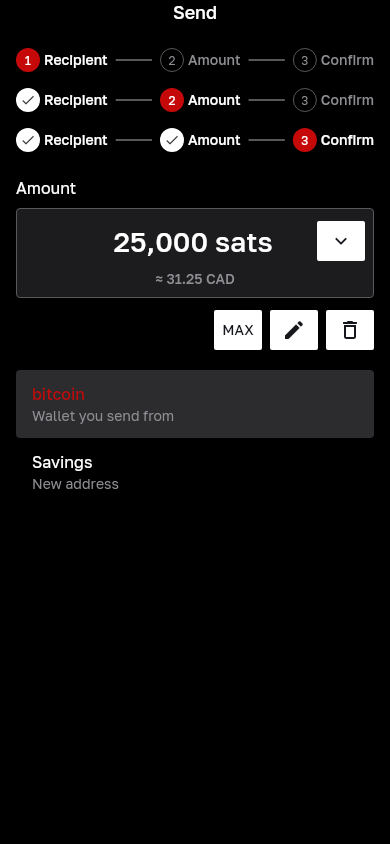 Send
1 Recipient 2 Amount 3 Confirm
Recipient 2 Amount 3 Confirm
Recipient Amount 3 Confirm
Amount
25,000 sats
≈ 31.25 CAD
MAX
bitcoin
Wallet you send from
Savings
New address